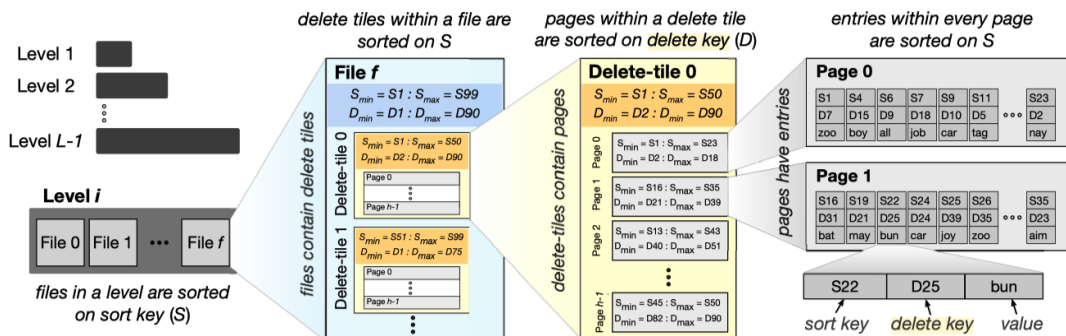 Level 1
Level 2
Level L-1
Level i
File 0
File 1
File f
files in a level are sorted
on sort key (S)
delete tiles within a file are
sorted on S
files contain delete tiles
File f
Smin = S1 : Smax = S99
Dmin = D1 : Dmax = D90
Delete-tile 0
Smin = S1 : Smax = S50
Dmin = D2 : Dmax = D90
Page 0
Page h-1
Delete-tile 1
Smin = S51 : Smax = S99
Dmin = D1 : Dmax = D75
Page 0
Page h-1
pages within a delete tile
are sorted on delete key (D)
delete-tiles contain pages
Delete-tile 0
Smin = S1 : Smax = S50
Dmin = D2 : Dmax = D90
Page 0
Smin = S1 : Smax = S23
Dmin = D2 : Dmax = D18
Page 1
Smin = S16 : Smax = S35
Dmin = D21 : Dmax = D39
Page 2
Smin = S13 : Smax = S43
Dmin = D40 : Dmax = D51
Page h-1
Smin = S45 : Smax = S50
Dmin = D82 : Dmax = D90
entries within every page
are sorted on S
pages have entries
Page 0
S1 S4 S6 S7 S9 S11 S23
D7 D15 D9 D18 D10 D5 D2
zoo boy all job car tag nay
Page 1
S16 S19 S22 S24 S25 S26 S35
D31 D21 D25 D24 D39 D35 D23
bat may bun car joy zoo aim
S22 D25 bun
sort key delete key value